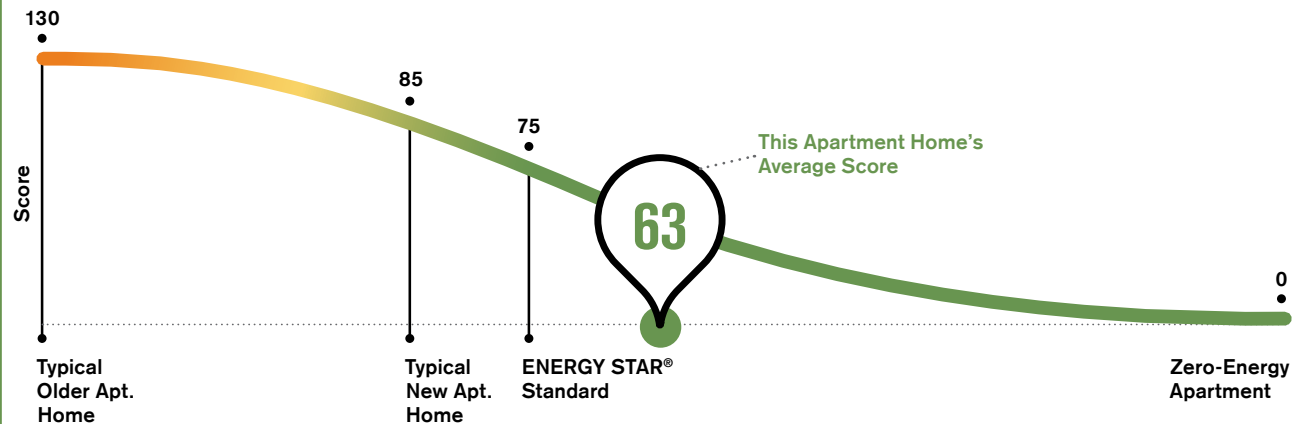 130
85
75
This Apartment Home's
Average Score
63
0
Score
Typical
Older Apt.
Home
Typical
New Apt.
Home
ENERGY STAR®
Standard
Zero-Energy
Apartment